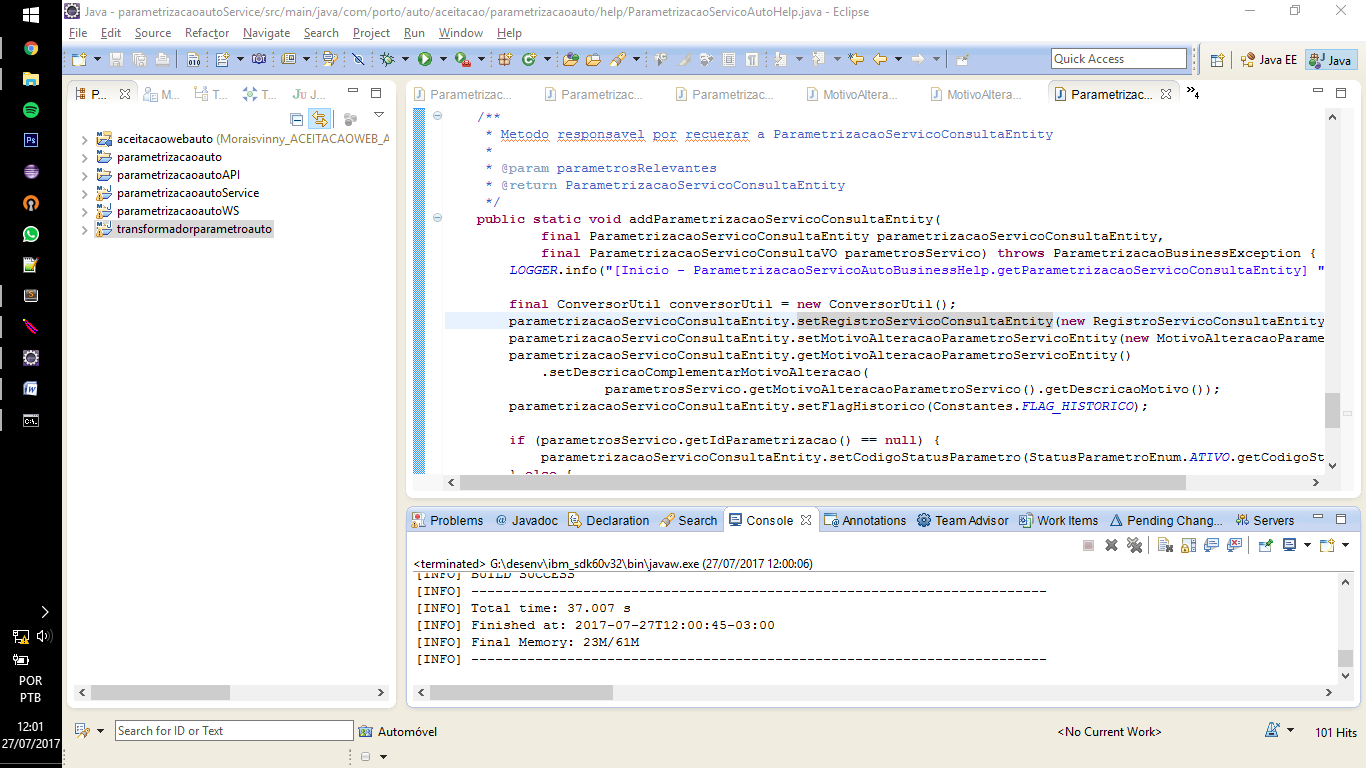 Java - parametrizacaoautoService/src/main/java/com/porto/auto/aceitacao/parametrizacaoauto/help/ParametrizacaoServicoAutoHelp.java - Eclipse
File Edit Source Refactor Navigate Search Project Run Window Help
Quick Access
Java EE
Java
P...
M...
T...
T...
Ju J...
Parametrizac...
Parametrizac...
Parametrizac...
MotivoAltera...
MotivoAltera...
Parametrizac...
»4
aceitacaowebauto (Moraisvinny_ACEITACAOWEB_A
parametrizacaoauto
parametrizacaoautoAPI
parametrizacaoautoService
parametrizacaoautoWS
transformadorparametroauto
/**
* Metodo responsavel por recuerar a ParametrizacaoServicoConsultaEntity
*
* @param parametrosRelevantes
* @return ParametrizacaoServicoConsultaEntity
*/
public static void addParametrizacaoServicoConsultaEntity(
final ParametrizacaoServicoConsultaEntity parametrizacaoServicoConsultaEntity,
final ParametrizacaoServicoConsultaVO parametrosServico) throws ParametrizacaoBusinessException {
LOGGER.info("[Inicio - ParametrizacaoServicoAutoBusinessHelp.getParametrizacaoServicoConsultaEntity] "
final ConversorUtil conversorUtil = new ConversorUtil();
parametrizacaoServicoConsultaEntity.setRegistroServicoConsultaEntity(new RegistroServicoConsultaEntity
parametrizacaoServicoConsultaEntity.setMotivoAlteracaoParametroServicoEntity(new MotivoAlteracaoParame
parametrizacaoServicoConsultaEntity.getMotivoAlteracaoParametroServicoEntity()
.setDescricaoComplementarMotivoAlteracao(
parametrosServico.getMotivoAlteracaoParametroServico().getDescricaoMotivo());
parametrizacaoServicoConsultaEntity.setFlagHistorico(Constantes.FLAG_HISTORICO);
if (parametrosServico.getIdParametrizacao() == null) {
parametrizacaoServicoConsultaEntity.setCodigoStatusParametro(StatusParametroEnum.ATIVO.getCodigoSt
} else {
Problems @ Javadoc Declaration Search Console Annotations Team Advisor Work Items Pending Chang... Servers
<terminated> G:\desenv\ibm_sdk60v32\bin\javaw.exe (27/07/2017 12:00:06)
[INFO] BUILD SUCCESS
[INFO] ------------------------------------------------------------------------
[INFO] Total time: 37.007 s
[INFO] Finished at: 2017-07-27T12:00:45-03:00
[INFO] Final Memory: 23M/61M
[INFO] ------------------------------------------------------------------------
POR
PTB
12:01
27/07/2017
Search for ID or Text
Automóvel
<No Current Work>
101 Hits